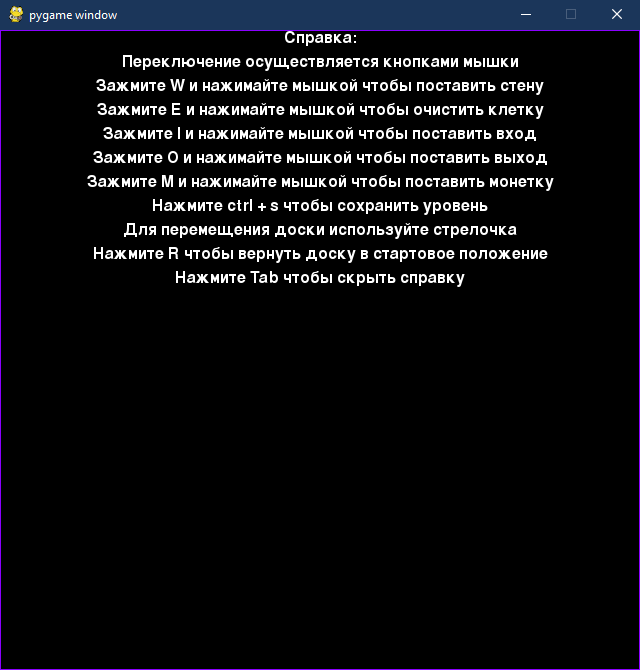 pygame window
Справка:
Переключение осуществляется кнопками мышки
Зажмите W и нажимайте мышкой чтобы поставить стену
Зажмите E и нажимайте мышкой чтобы очистить клетку
Зажмите I и нажимайте мышкой чтобы поставить вход
Зажмите O и нажимайте мышкой чтобы поставить выход
Зажмите M и нажимайте мышкой чтобы поставить монетку
Нажмите ctrl + s чтобы сохранить уровень
Для перемещения доски используйте стрелочка
Нажмите R чтобы вернуть доску в стартовое положение
Нажмите Tab чтобы скрыть справку